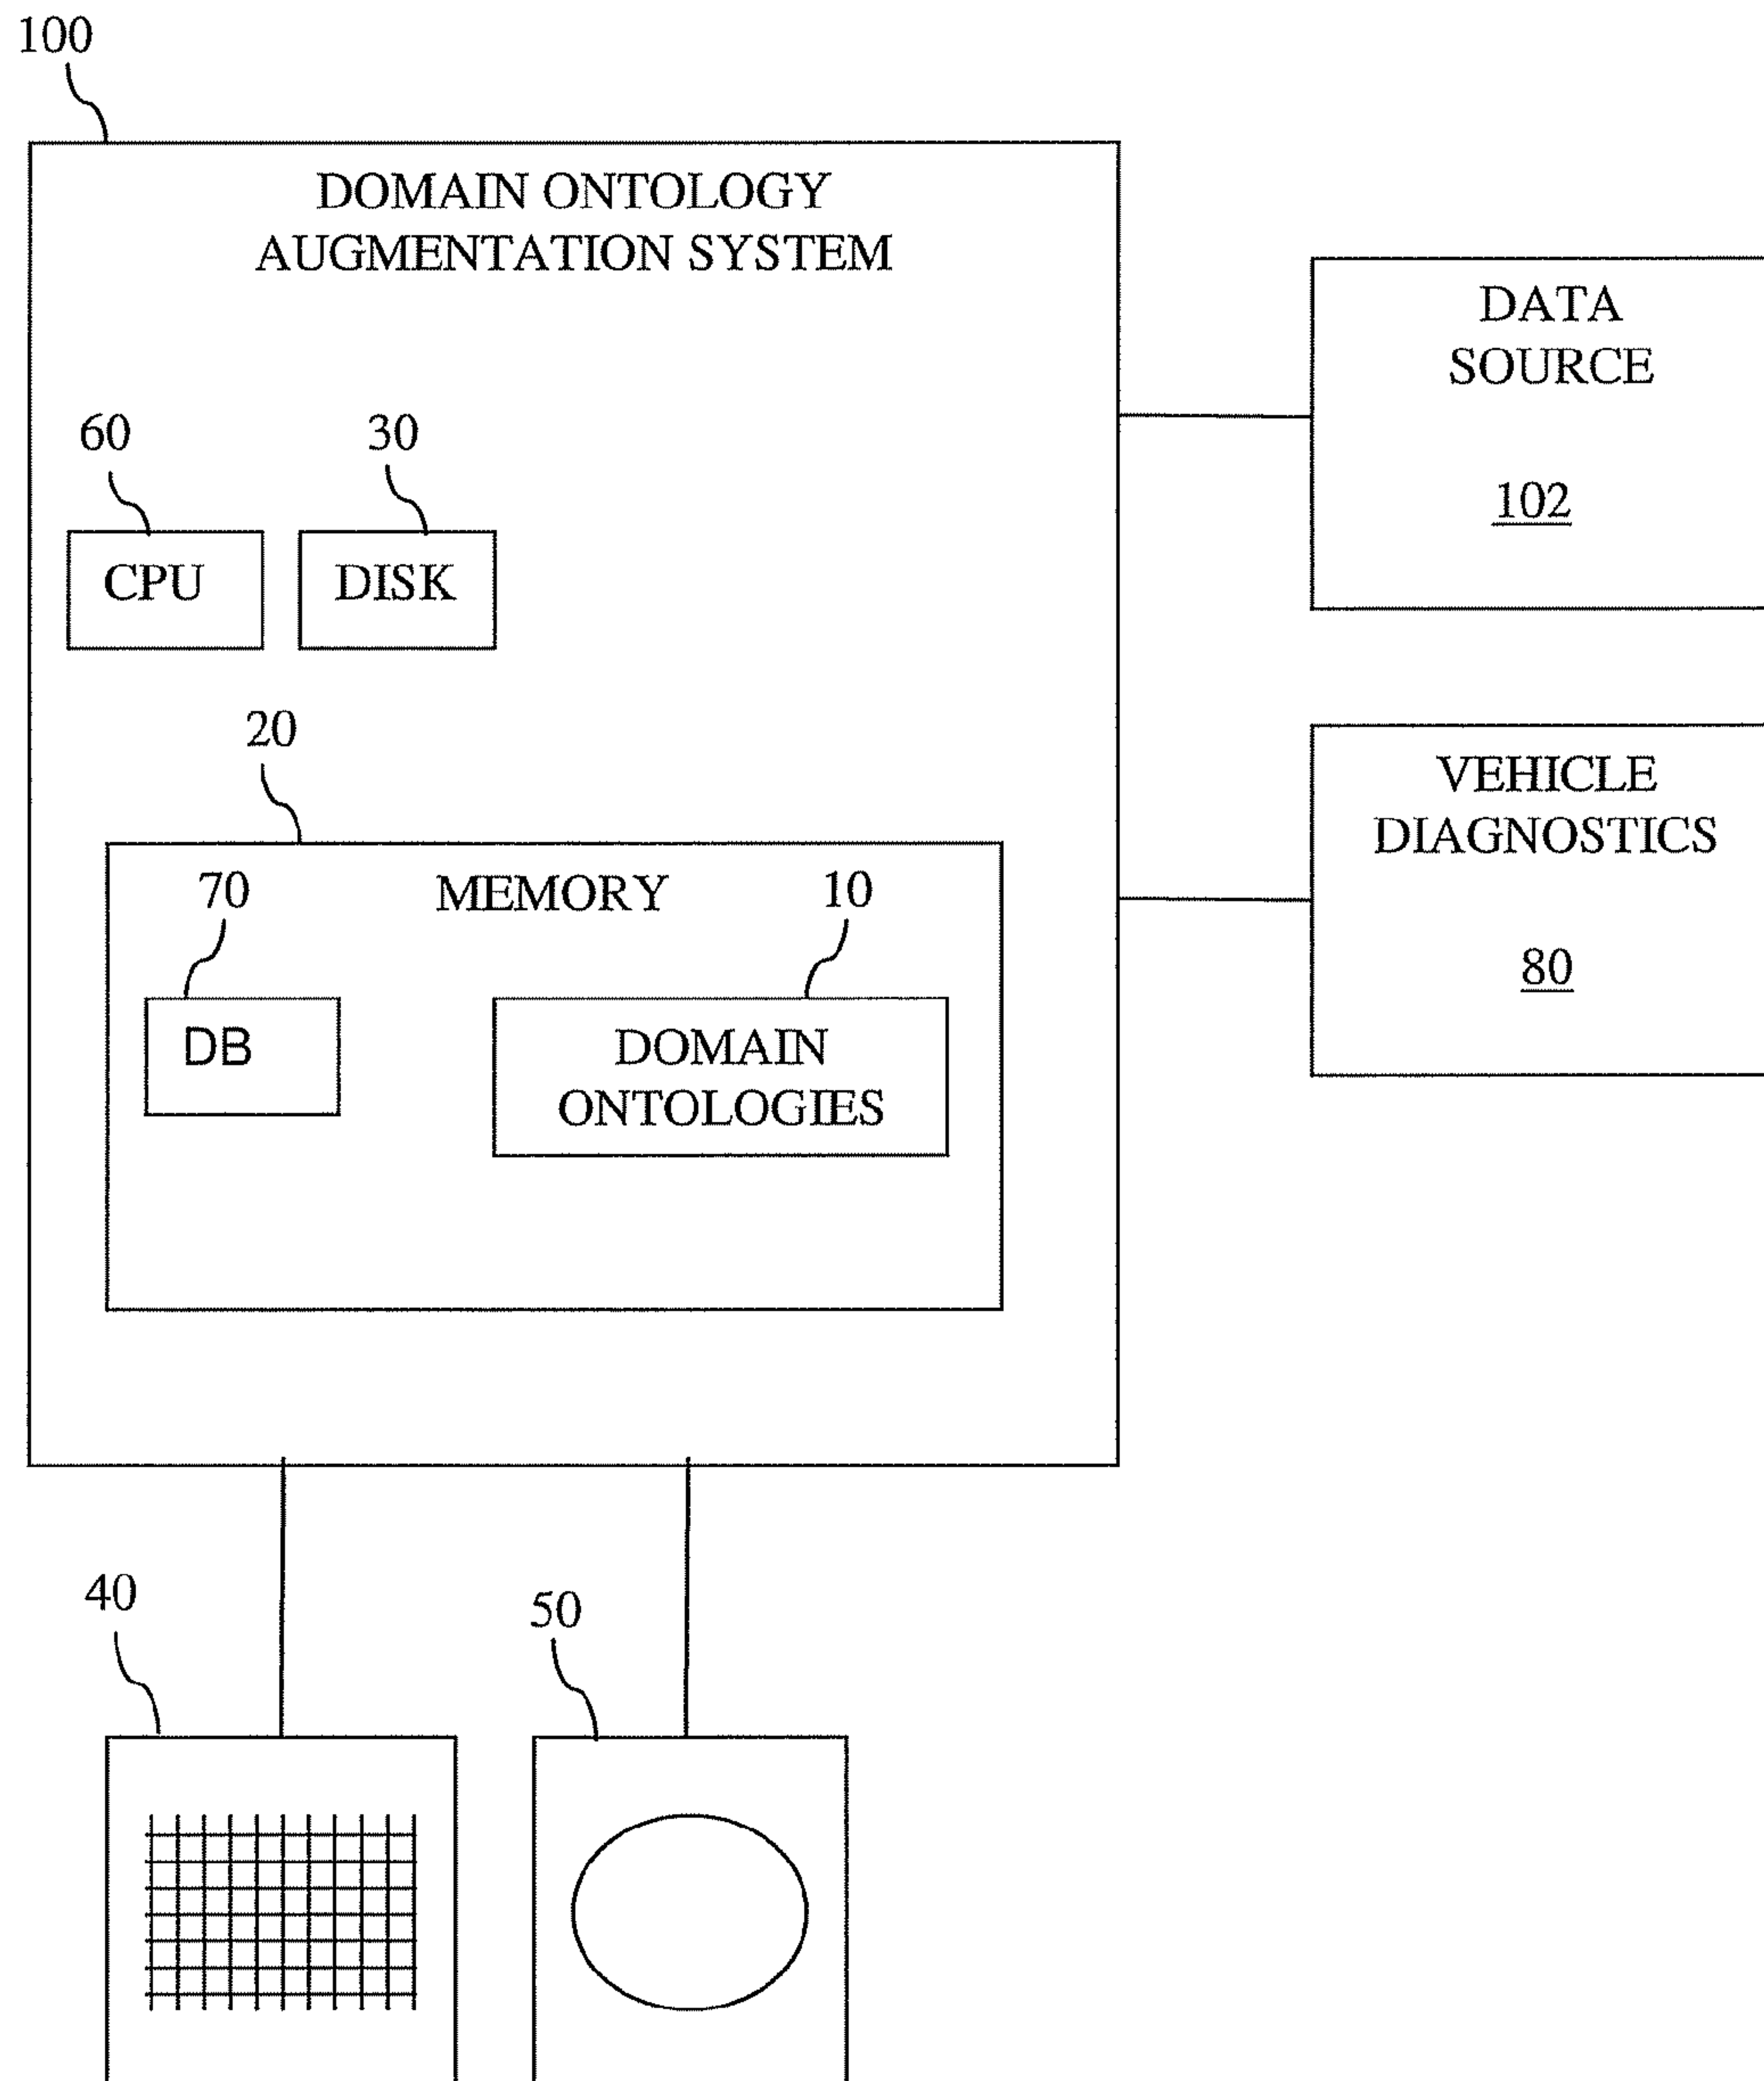 100
DOMAIN ONTOLOGY
AUGMENTATION SYSTEM
DATA
SOURCE
102
60
30
CPU
DISK
20
VEHICLE
DIAGNOSTICS
80
70
MEMORY
10
DB
DOMAIN
ONTOLOGIES
40
50